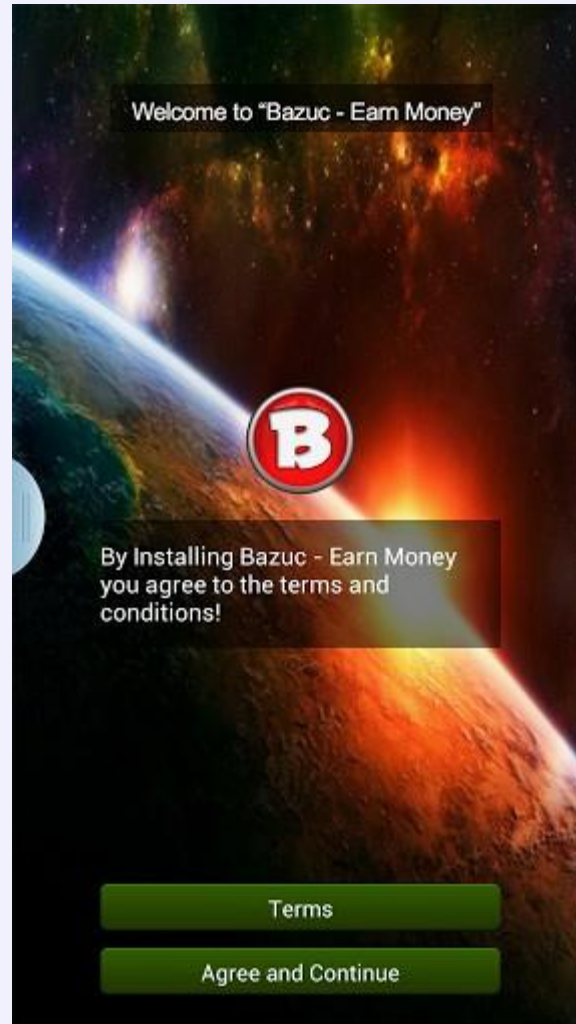 Welcome to “Bazuc - Earn Money”
B
By Installing Bazuc - Earn Money
you agree to the terms and
conditions!
Terms
Agree and Continue